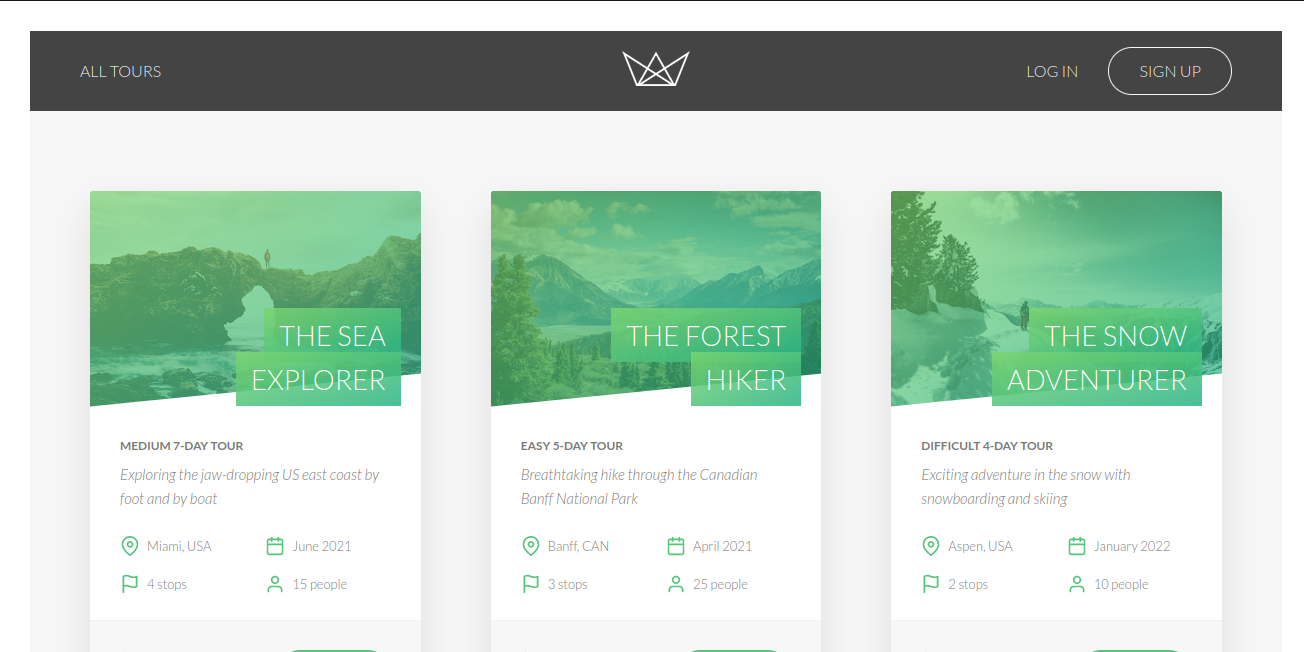 ALL TOURS
LOG IN
SIGN UP
THE SEA
EXPLORER
MEDIUM 7-DAY TOUR
Exploring the jaw-dropping US east coast by
foot and by boat
Miami, USA
June 2021
4 stops
15 people
THE FOREST
HIKER
EASY 5-DAY TOUR
Breathtaking hike through the Canadian
Banff National Park
Banff, CAN
April 2021
3 stops
25 people
THE SNOW
ADVENTURER
DIFFICULT 4-DAY TOUR
Exciting adventure in the snow with
snowboarding and skiing
Aspen, USA
January 2022
2 stops
10 people